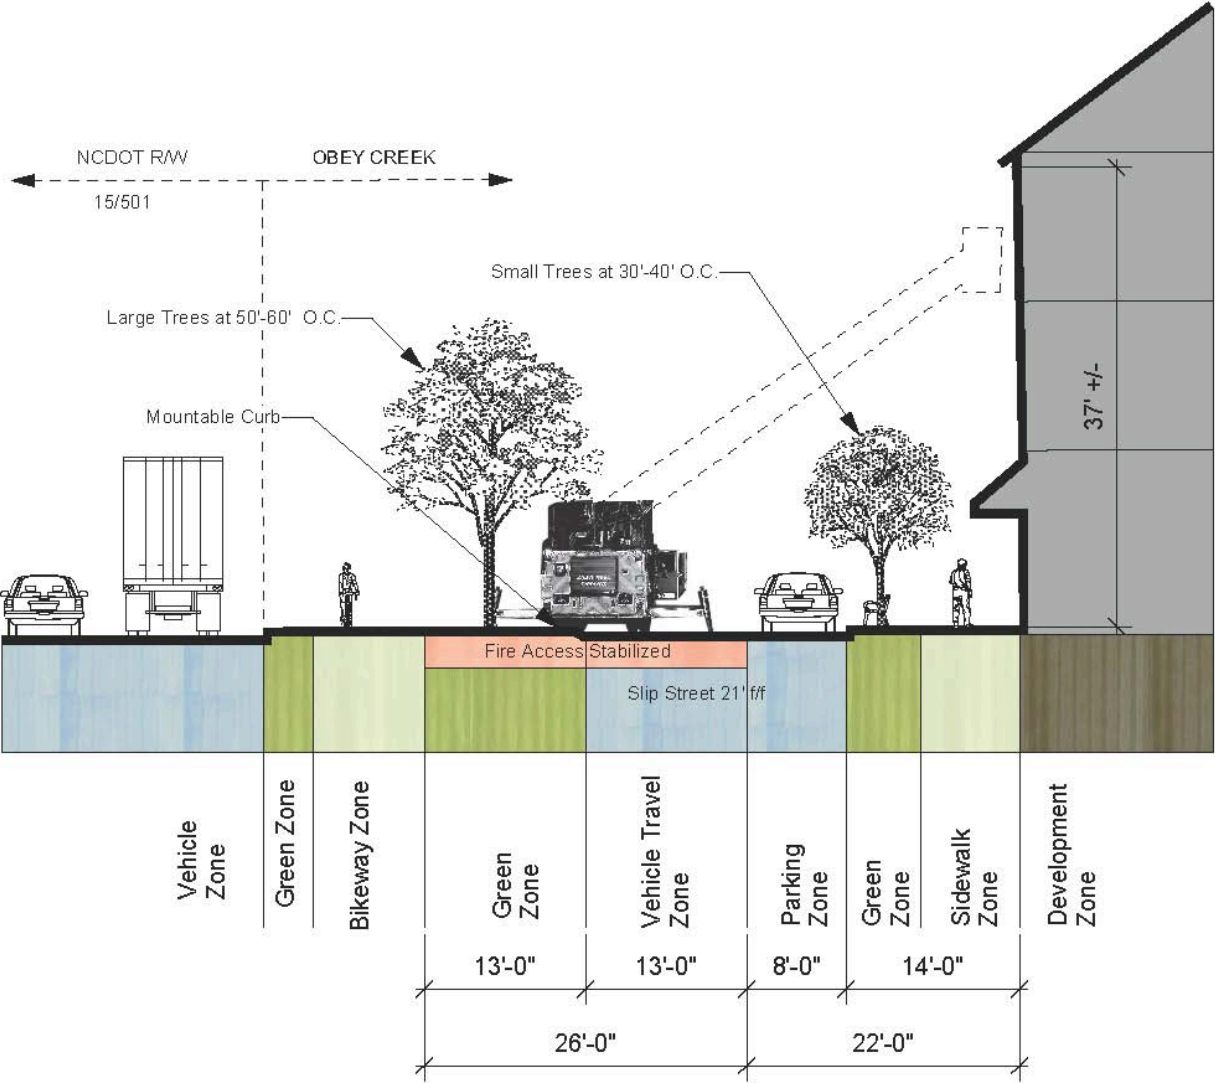 NCDOT R/W
OBEY CREEK
15/501
Small Trees at 30'-40' O.C.
Large Trees at 50'-60' O.C.
Mountable Curb
37' +/-
Fire Access Stabilized
Slip Street 21' f/f
Vehicle
Zone
Green Zone
Bikeway Zone
Green
Zone
Vehicle Travel
Zone
Parking
Zone
Green
Zone
Sidewalk
Zone
Development
Zone
13'-0"
13'-0"
8'-0"
14'-0"
26'-0"
22'-0"